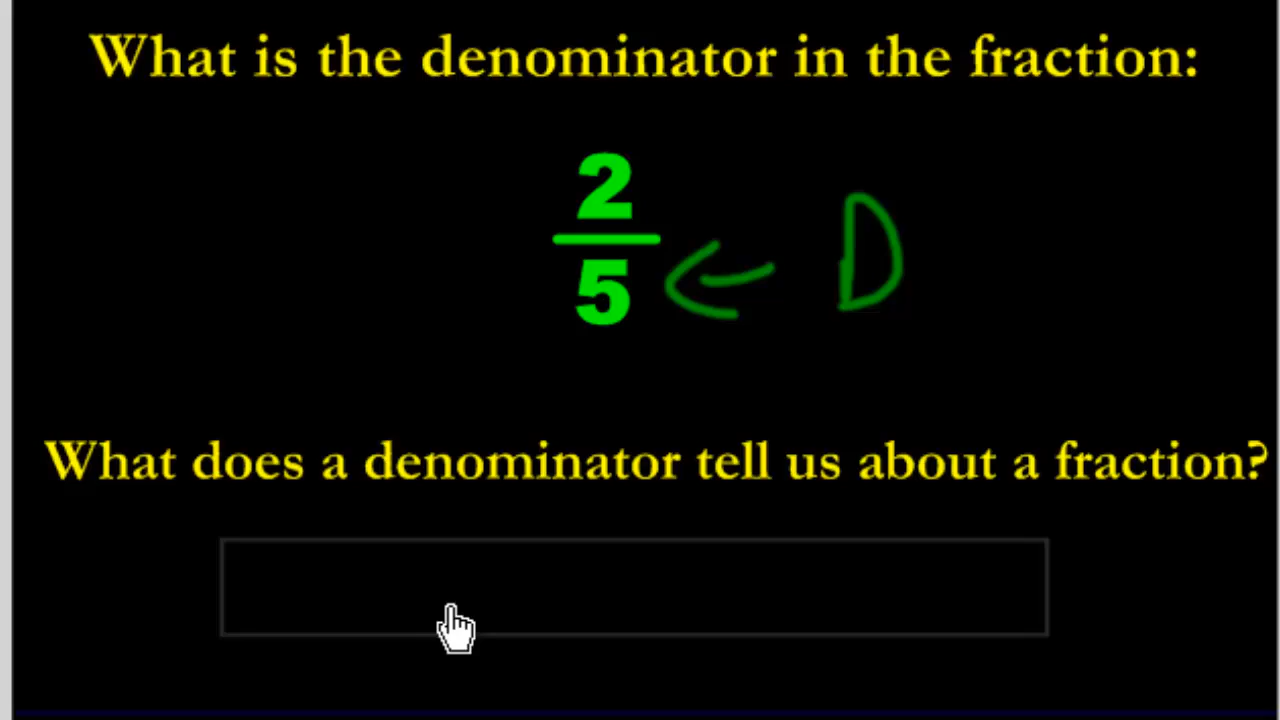 What is the denominator in the fraction:
2
5 ← D
What does a denominator tell us about a fraction?